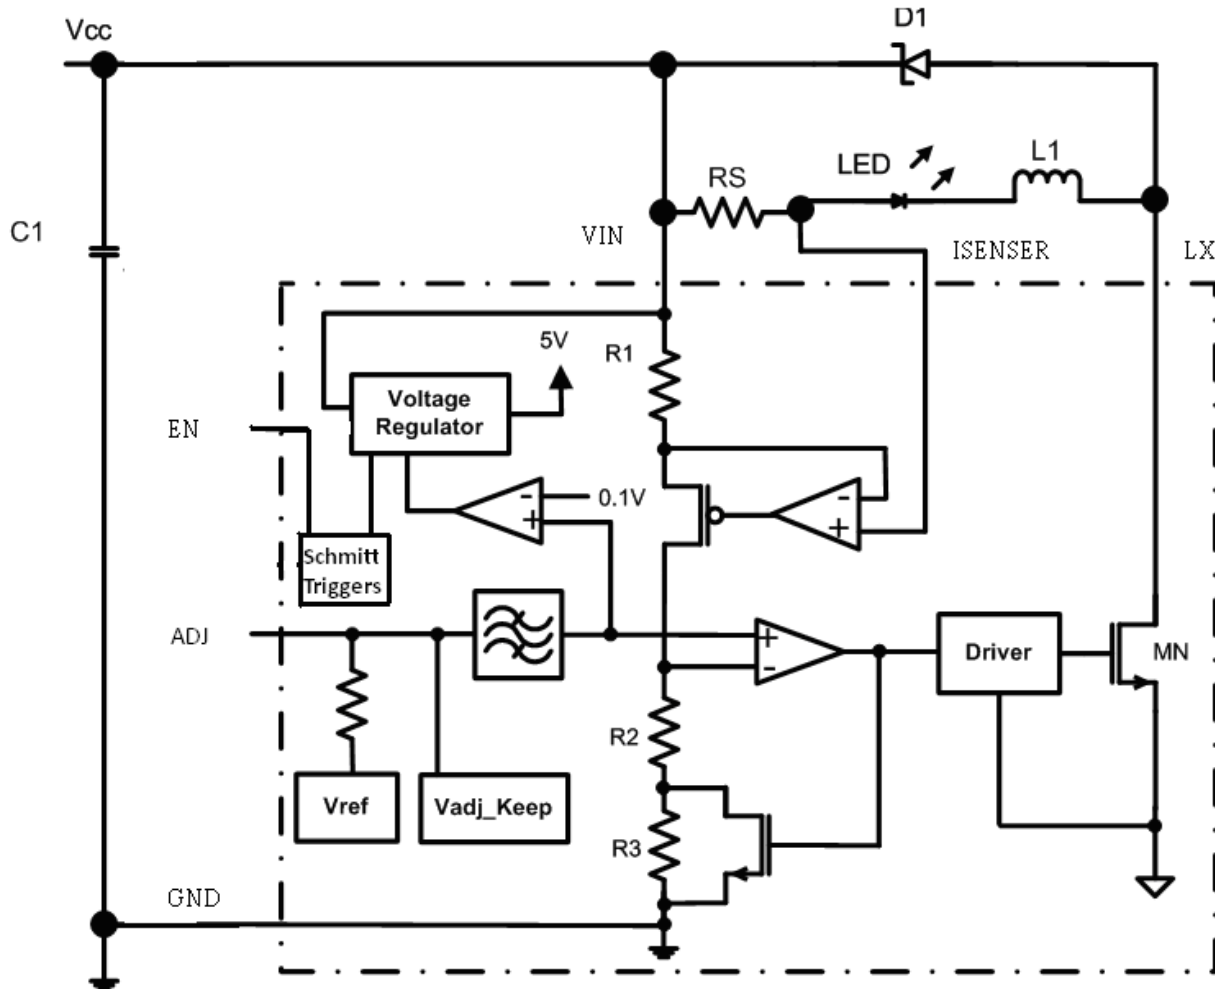 D1
Vcc
LED
L1
RS
C1
VIN
ISENSER
LX
5V
R1
Voltage
Regulator
EN
-
0.1V
+
-
+
Schmitt
Triggers
ADJ
+
-
Driver
MN
R2
Vref
Vadj_Keep
R3
GND